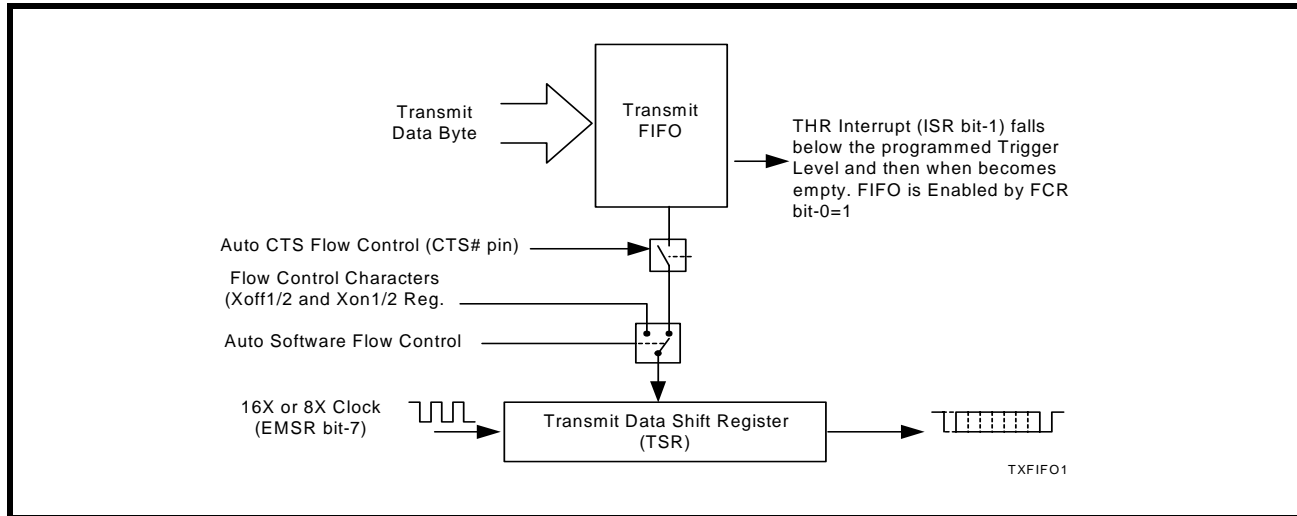 Transmit
Data Byte
Transmit
FIFO
THR Interrupt (ISR bit-1) falls
below the programmed Trigger
Level and then when becomes
empty. FIFO is Enabled by FCR
bit-0=1
Auto CTS Flow Control (CTS# pin)
Flow Control Characters
(Xoff1/2 and Xon1/2 Reg.
Auto Software Flow Control
16X or 8X Clock
(EMSR bit-7)
Transmit Data Shift Register
(TSR)
TXFIFO1